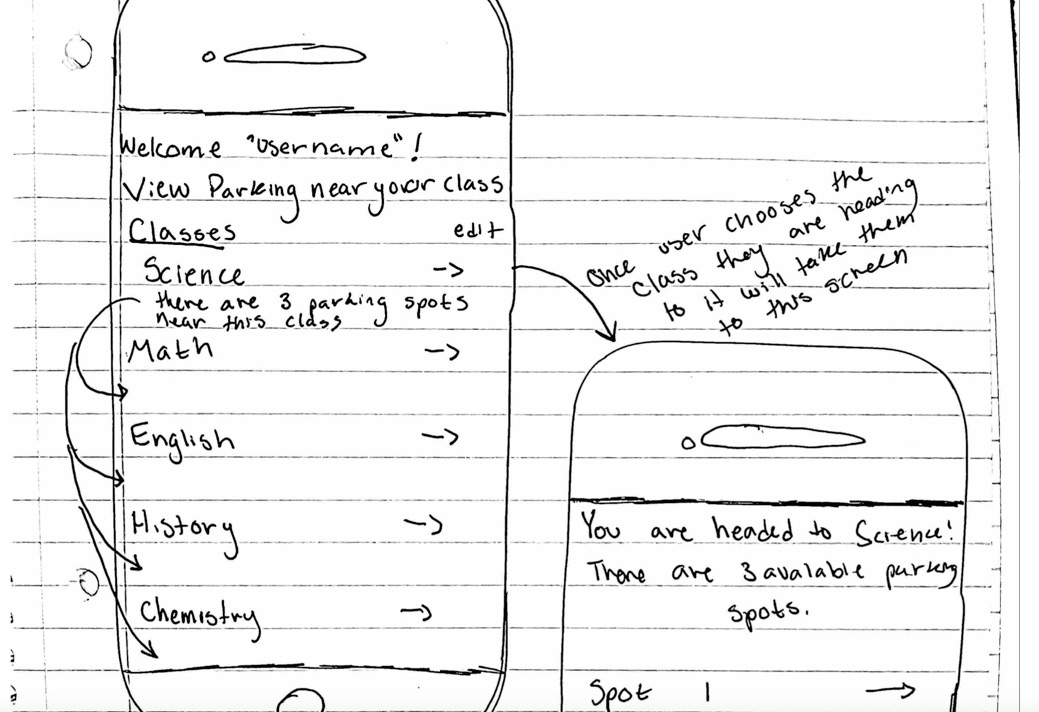 Welcome "username"!
View Parking near your class
Classes edit
Science ->
there are 3 parking spots
near this class
Math ->
English ->
History ->
Chemistry ->
once user chooses the
class they are heading
to it will take them
to this screen
You are headed to Science!
There are 3 avalable parking
spots.
Spot 1 ->